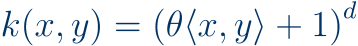 k(x, y) = (θ⟨x, y⟩ + 1)^d